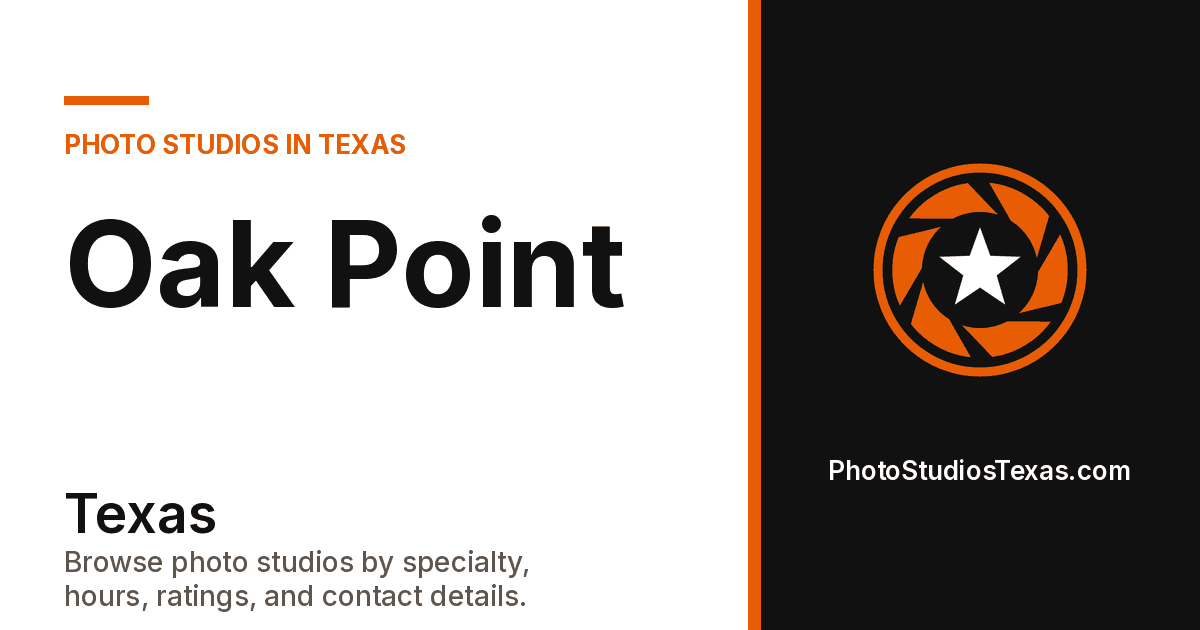 PHOTO STUDIOS IN TEXAS
Oak Point
Texas
Browse photo studios by specialty,
hours, ratings, and contact details.
PhotoStudiosTexas.com